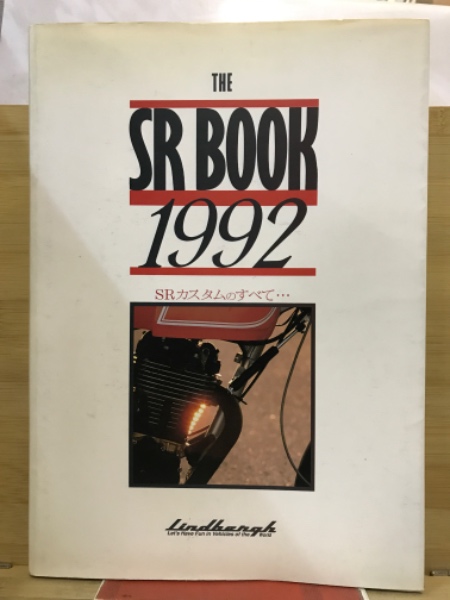 THE
SR BOOK
1992
SRカスタムのすべて…
Lindbergh
Let's Have Fun in Vehicles of the World